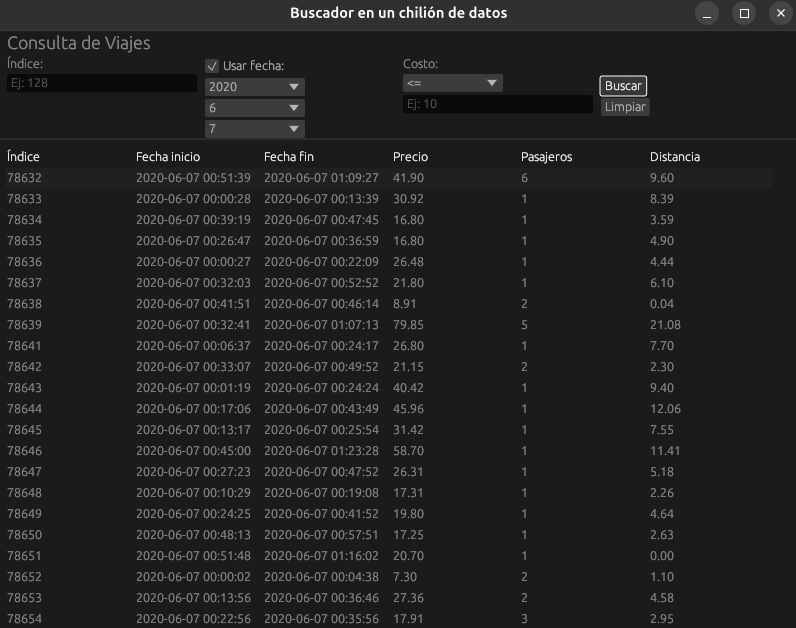 Buscador en un chilión de datos
Consulta de Viajes
Índice:
Ej: 128
Usar fecha:
2020
6
7
Costo:
<=
Ej: 10
Buscar
Limpiar
Índice Fecha inicio Fecha fin Precio Pasajeros Distancia
78632 2020-06-07 00:51:39 2020-06-07 01:09:27 41.90 6 9.60
78633 2020-06-07 00:00:28 2020-06-07 00:13:39 30.92 1 8.39
78634 2020-06-07 00:39:19 2020-06-07 00:47:45 16.80 1 3.59
78635 2020-06-07 00:26:47 2020-06-07 00:36:59 16.80 1 4.90
78636 2020-06-07 00:00:27 2020-06-07 00:22:09 26.48 1 4.44
78637 2020-06-07 00:32:03 2020-06-07 00:52:52 21.80 1 6.10
78638 2020-06-07 00:41:51 2020-06-07 00:46:14 8.91 2 0.04
78639 2020-06-07 00:32:41 2020-06-07 01:07:13 79.85 5 21.08
78641 2020-06-07 00:06:37 2020-06-07 00:24:17 26.80 1 7.70
78642 2020-06-07 00:33:07 2020-06-07 00:49:52 21.15 2 2.30
78643 2020-06-07 00:01:19 2020-06-07 00:24:24 40.42 1 9.40
78644 2020-06-07 00:17:06 2020-06-07 00:43:49 45.96 1 12.06
78645 2020-06-07 00:13:17 2020-06-07 00:25:54 31.42 1 7.55
78646 2020-06-07 00:45:00 2020-06-07 01:23:28 58.70 1 11.41
78647 2020-06-07 00:27:23 2020-06-07 00:47:52 26.31 1 5.18
78648 2020-06-07 00:10:29 2020-06-07 00:19:08 17.31 1 2.26
78649 2020-06-07 00:24:25 2020-06-07 00:41:52 19.80 1 4.64
78650 2020-06-07 00:48:13 2020-06-07 00:57:51 17.25 1 2.63
78651 2020-06-07 00:51:48 2020-06-07 01:16:02 20.70 1 0.00
78652 2020-06-07 00:00:02 2020-06-07 00:04:38 7.30 2 1.10
78653 2020-06-07 00:13:56 2020-06-07 00:36:46 27.36 2 4.58
78654 2020-06-07 00:22:56 2020-06-07 00:35:56 17.91 3 2.95